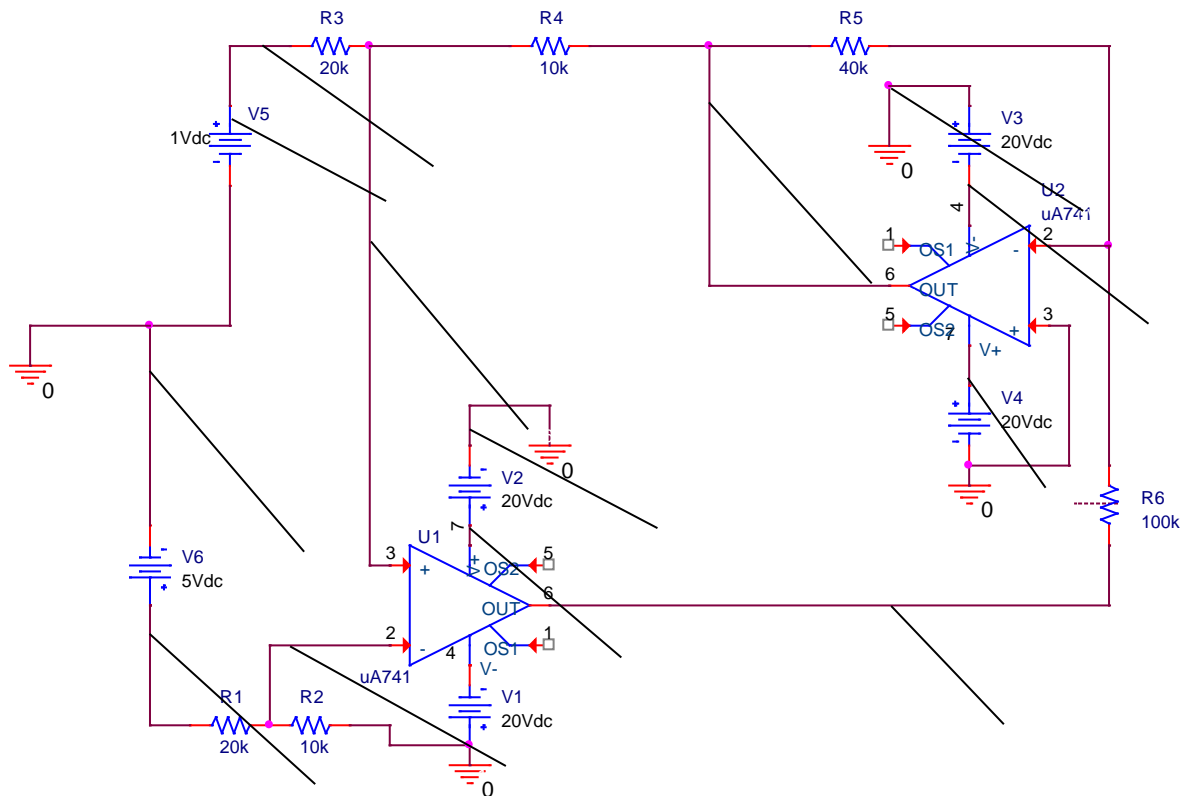 R3
20k
R4
10k
R5
40k
V5
+
1Vdc
-
V3
+
20Vdc
-
0
U2
uA741
4
V-
1
OS1
2
-
6
OUT
5
OS2
7
3
+
V+
V4
+
20Vdc
-
0
0
R6
100k
V2
-
20Vdc
+
0
7
U1
V+
3
+
OS2
5
OUT
6
2
-
OS1
1
4
V-
uA741
V6
-
5Vdc
+
V1
-
20Vdc
+
R1
20k
R2
10k
0